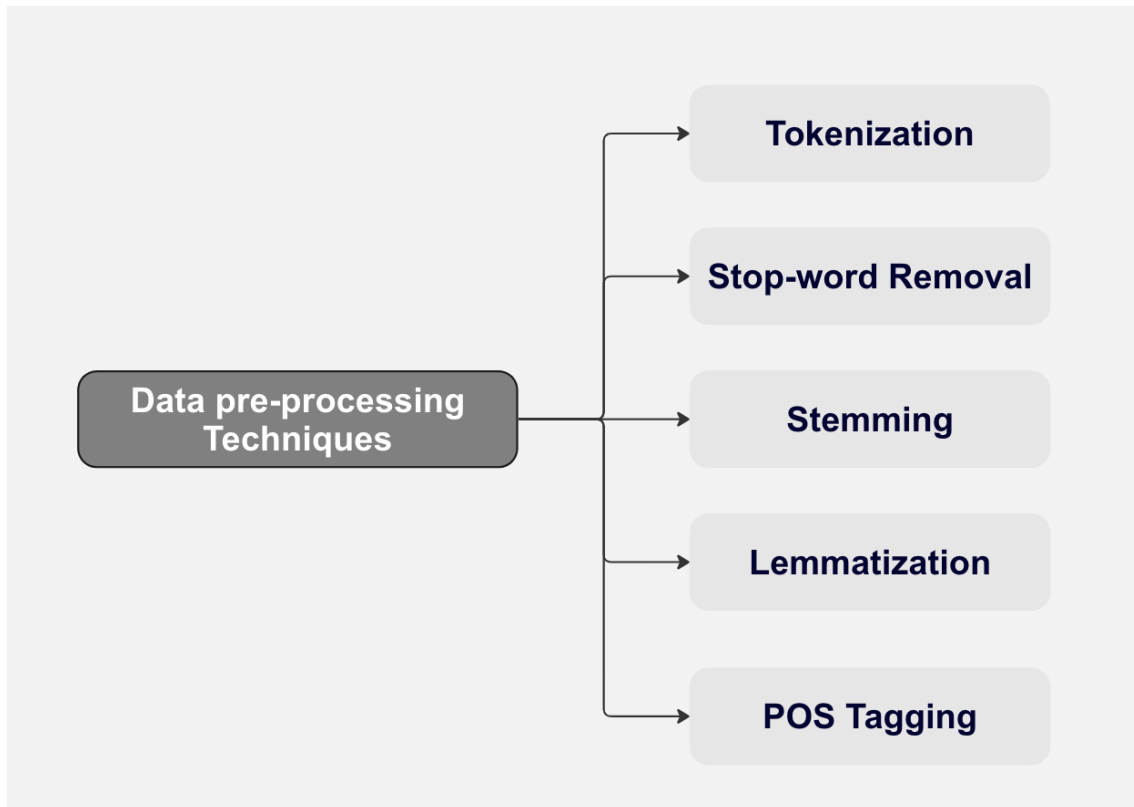 Tokenization
Stop-word Removal
Data pre-processing
Techniques
Stemming
Lemmatization
POS Tagging